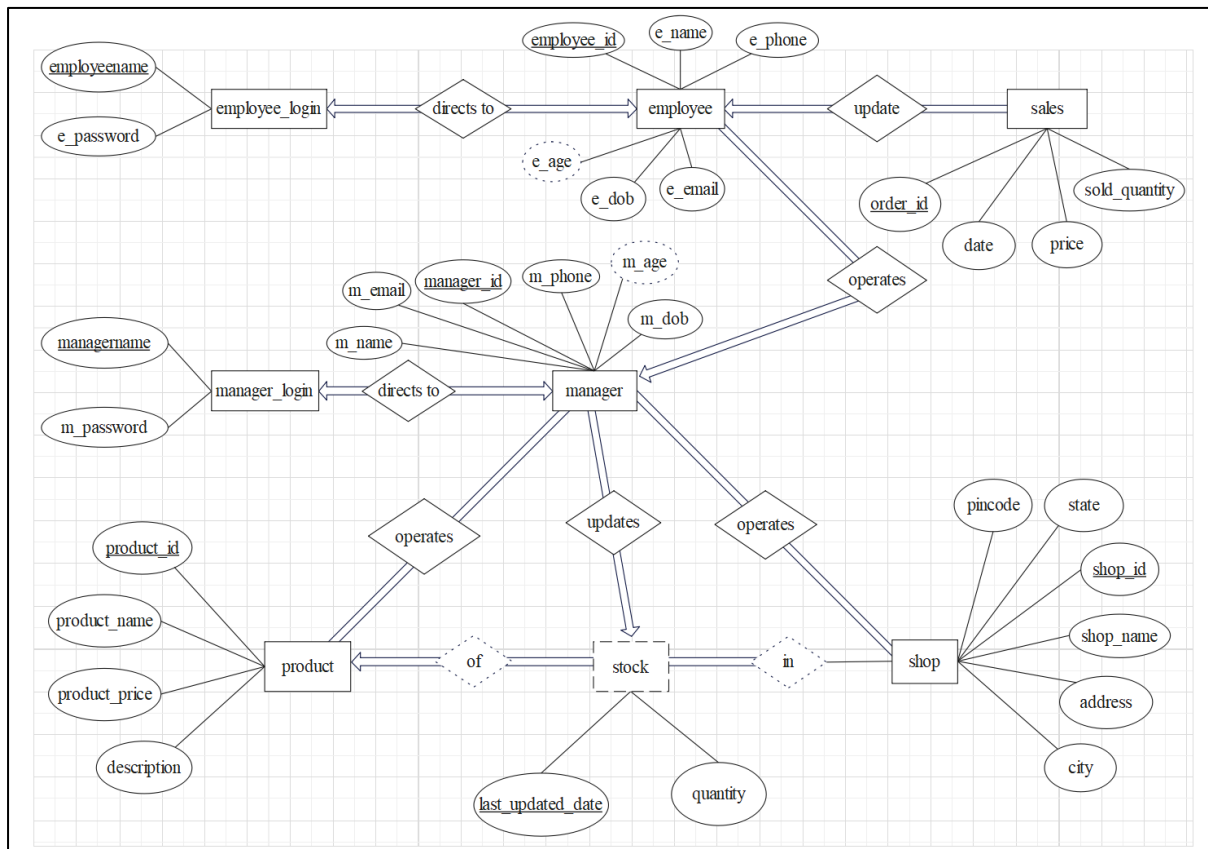 employee_id
e_name
e_phone
employeename
employee_login
directs to
employee
update
sales
e_password
e_age
e_dob
e_email
order_id
sold_quantity
date
price
m_email
manager_id
m_phone
m_age
m_dob
operates
m_name
managername
manager_login
directs to
manager
m_password
operates
updates
operates
pincode
state
product_id
shop_id
product_name
shop_name
product
of
stock
in
shop
product_price
address
description
city
last_updated_date
quantity